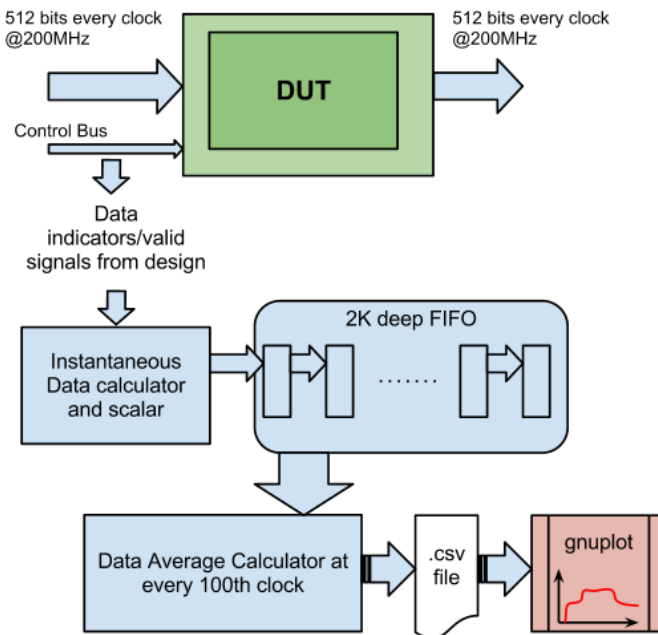 512 bits every clock
@200MHz
512 bits every clock
@200MHz
DUT
Control Bus
Data
indicators/valid
signals from design
2K deep FIFO
Instantaneous
Data calculator
and scalar
........
Data Average Calculator at
every 100th clock
.csv
file
gnuplot